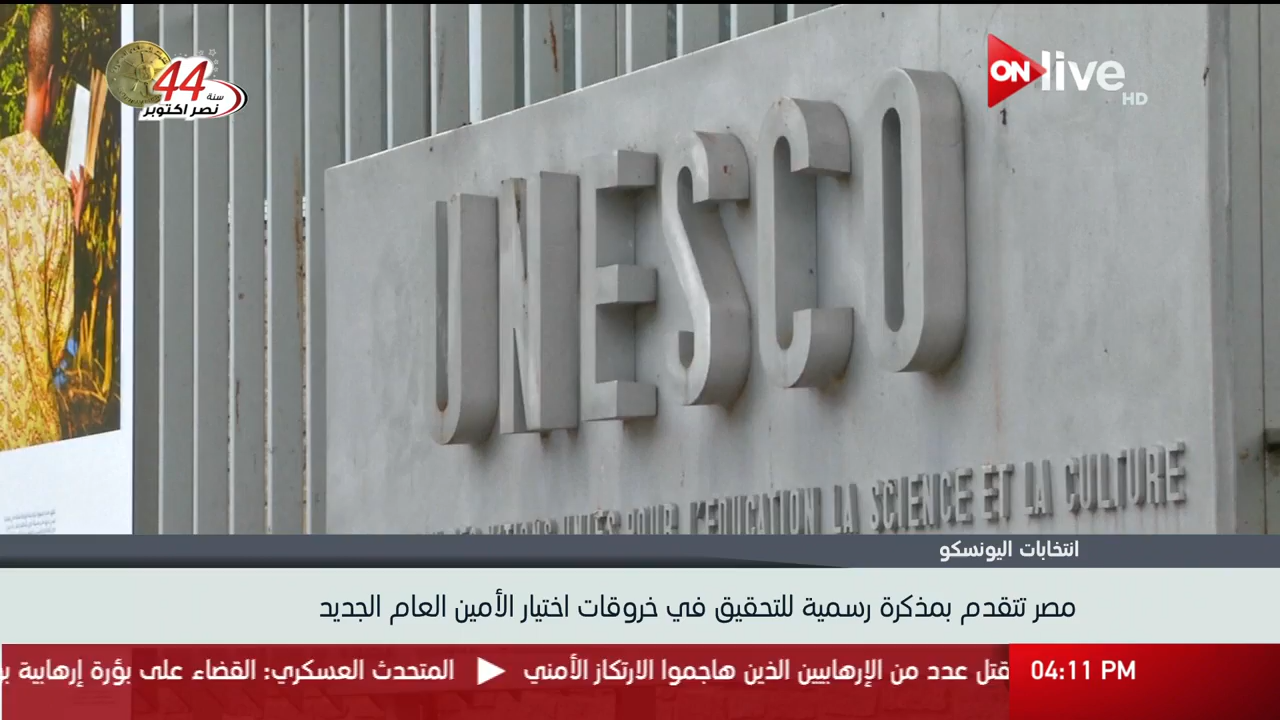 44
سنة
نصر اكتوبر
ON live
HD
UNESCO
UNIES POUR L'EDUCATION, LA SCIENCE ET LA CULTURE
انتخابات اليونسكو
مصر تتقدم بمذكرة رسمية للتحقيق في خروقات اختيار الأمين العام الجديد
04:11 PM
قتل عدد من الإرهابيين الذين هاجموا الارتكاز الأمني ◀ المتحدث العسكري: القضاء على بؤرة إرهابية